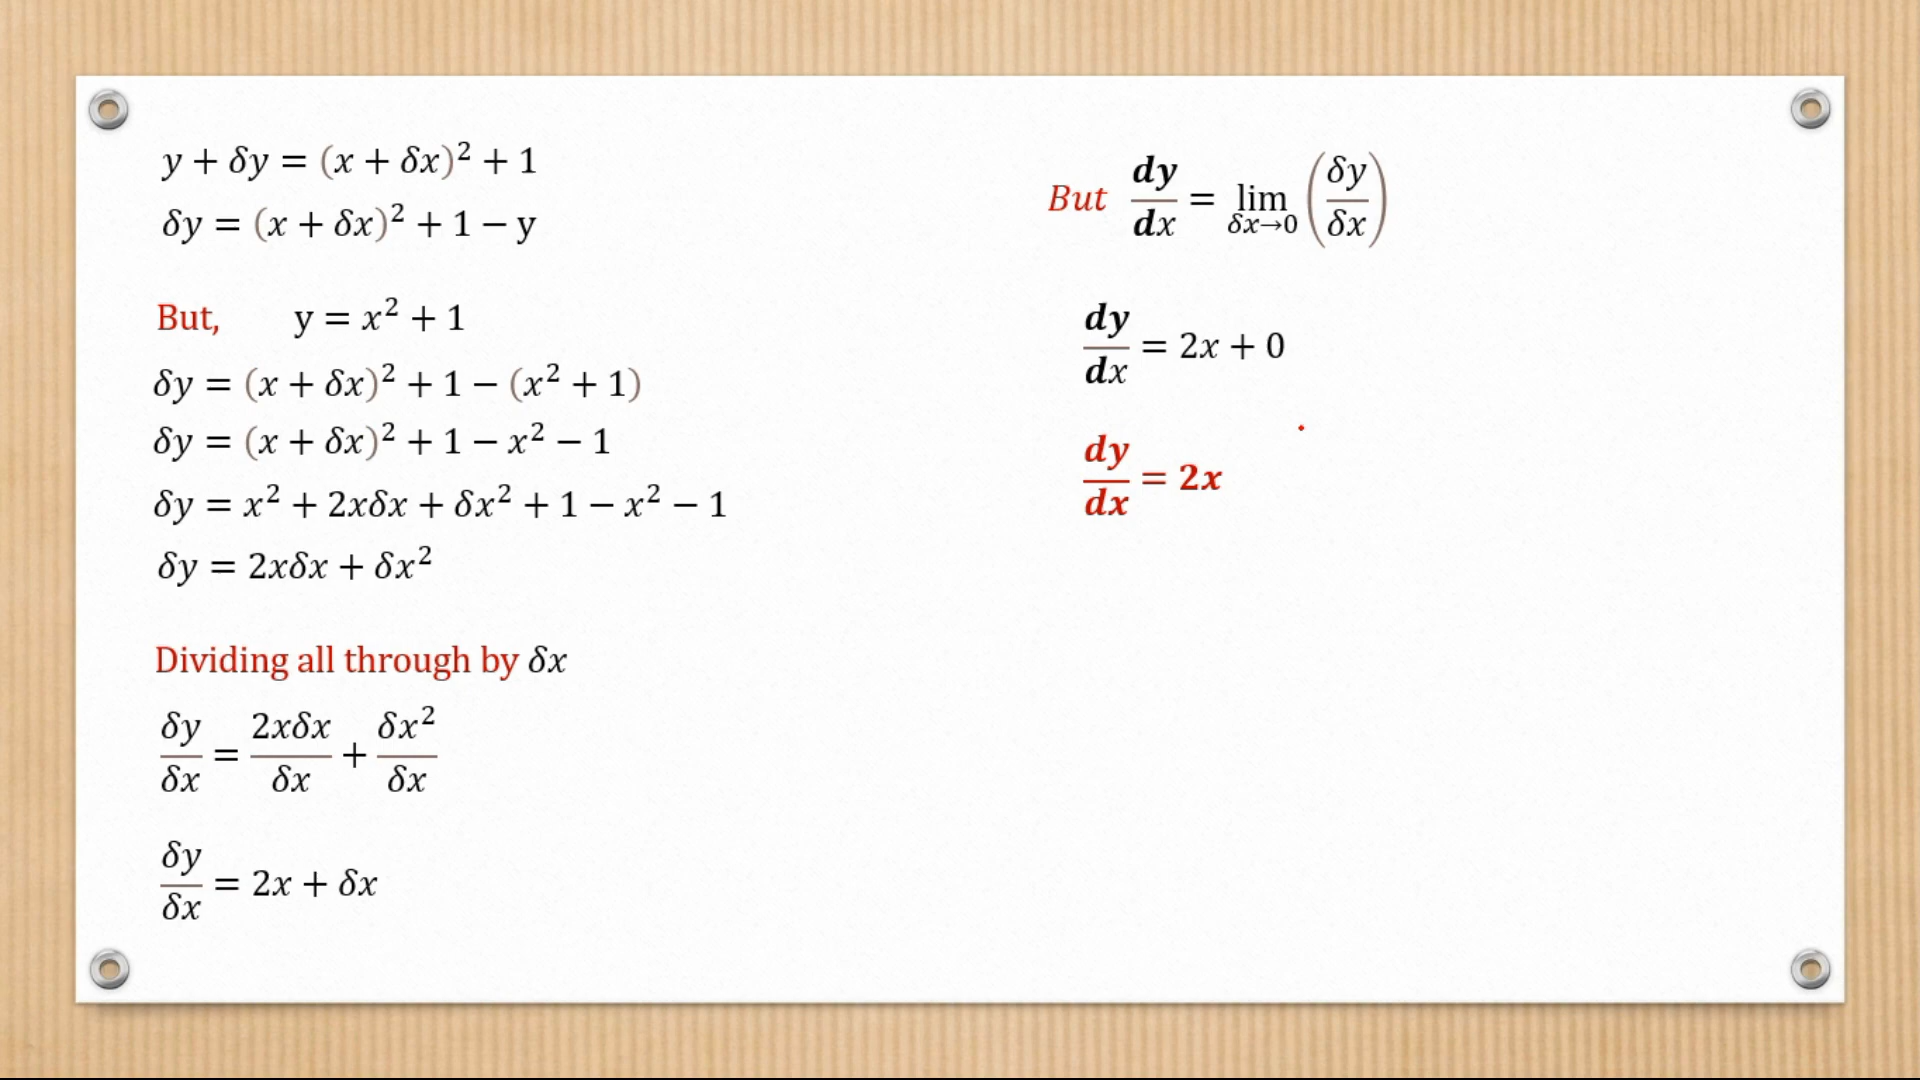 y + δy = (x + δx)² + 1
δy = (x + δx)² + 1 − y
But, y = x² + 1
δy = (x + δx)² + 1 − (x² + 1)
δy = (x + δx)² + 1 − x² − 1
δy = x² + 2xδx + δx² + 1 − x² − 1
δy = 2xδx + δx²
Dividing all through by δx
δy/δx = 2xδx/δx + δx²/δx
δy/δx = 2x + δx
But dy/dx = lim δx→0 (δy/δx)
dy/dx = 2x + 0
dy/dx = 2x